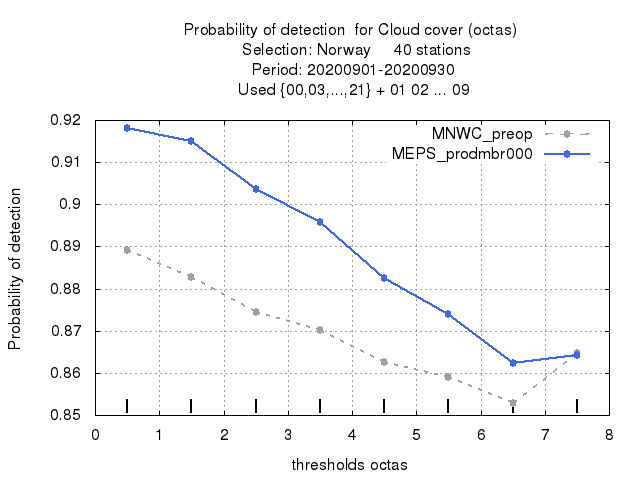 Probability of detection  for Cloud cover (octas)
Selection: Norway     40 stations
Period: 20200901-20200930
Used {00,03,...,21} + 01 02 ... 09
MNWC_preop
MEPS_prodmbr000
0.92
0.91
0.9
0.89
0.88
0.87
0.86
0.85
Probability of detection
0 1 2 3 4 5 6 7 8
thresholds octas